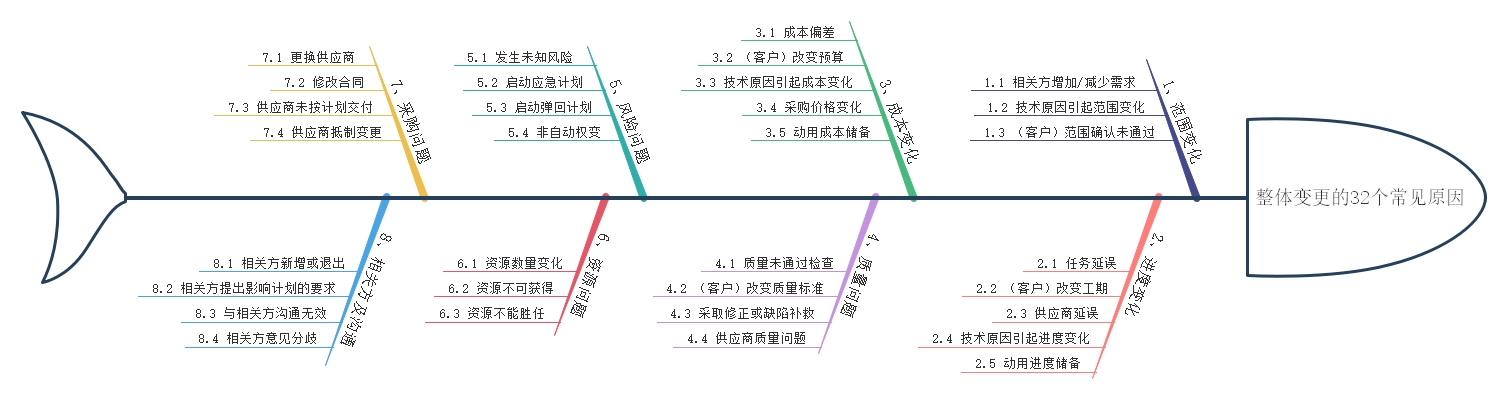 整体变更的32个常见原因
1、范围变化
1.1 相关方增加/减少需求
1.2 技术原因引起范围变化
1.3 （客户）范围确认未通过
2、进度变化
2.1 任务延误
2.2 （客户）改变工期
2.3 供应商延误
2.4 技术原因引起进度变化
2.5 动用进度储备
3、成本变化
3.1 成本偏差
3.2 （客户）改变预算
3.3 技术原因引起成本变化
3.4 采购价格变化
3.5 动用成本储备
4、质量问题
4.1 质量未通过检查
4.2 （客户）改变质量标准
4.3 采取修正或缺陷补救
4.4 供应商质量问题
5、风险问题
5.1 发生未知风险
5.2 启动应急计划
5.3 启动弹回计划
5.4 非自动权变
6、资源问题
6.1 资源数量变化
6.2 资源不可获得
6.3 资源不能胜任
7、采购问题
7.1 更换供应商
7.2 修改合同
7.3 供应商未按计划交付
7.4 供应商抵制变更
8、相关方及沟通
8.1 相关方新增或退出
8.2 相关方提出影响计划的要求
8.3 与相关方沟通无效
8.4 相关方意见分歧